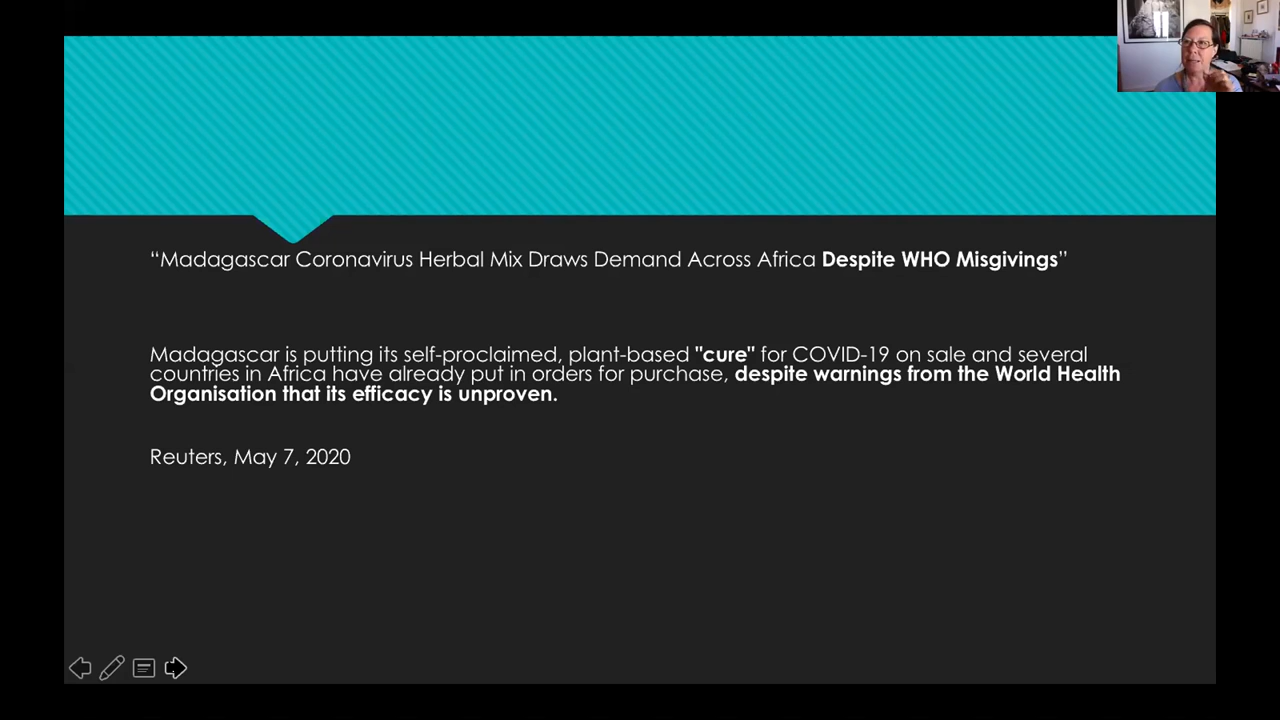 “Madagascar Coronavirus Herbal Mix Draws Demand Across Africa Despite WHO Misgivings”
Madagascar is putting its self-proclaimed, plant-based "cure" for COVID-19 on sale and several
countries in Africa have already put in orders for purchase, despite warnings from the World Health
Organisation that its efficacy is unproven.
Reuters, May 7, 2020